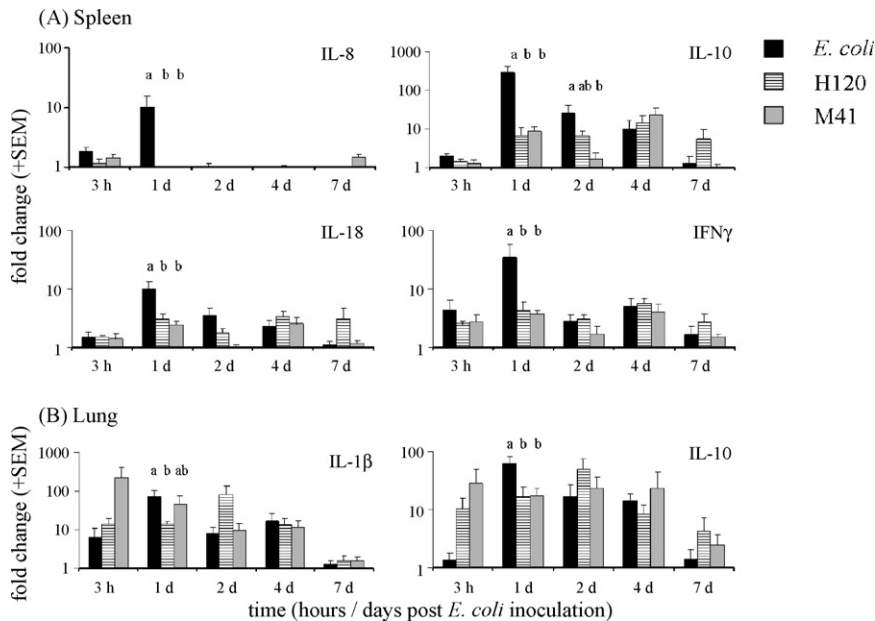 (A) Spleen
IL-8
100
10
1
a b b
3 h 1 d 2 d 4 d 7 d
IL-10
1000
100
10
1
a b b
a ab b
3 h 1 d 2 d 4 d 7 d
E. coli
H120
M41
fold change (+SEM)
IL-18
100
10
1
a b b
3 h 1 d 2 d 4 d 7 d
IFNγ
100
10
1
a b b
3 h 1 d 2 d 4 d 7 d
(B) Lung
fold change (+SEM)
IL-1β
1000
100
10
1
a b ab
3 h 1 d 2 d 4 d 7 d
IL-10
100
10
1
a b b
3 h 1 d 2 d 4 d 7 d
time (hours / days post E. coli inoculation)